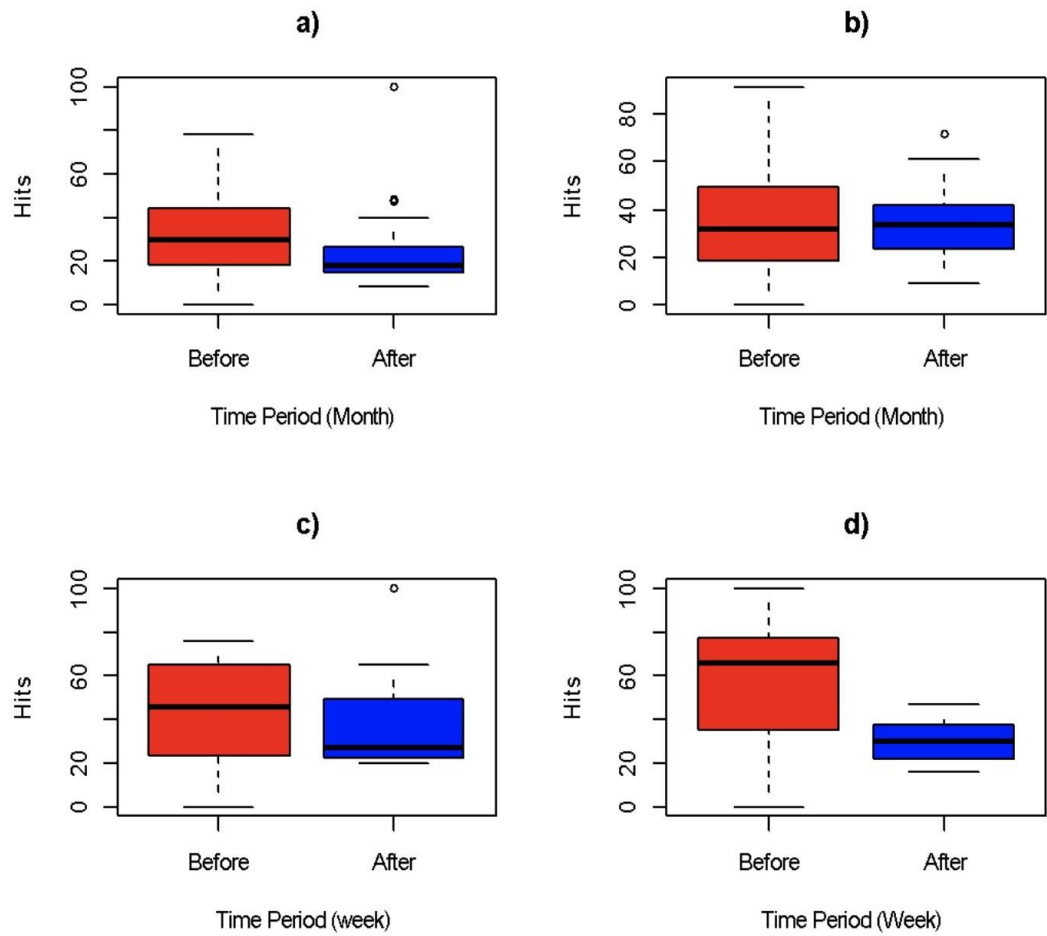 a)
100
60
20
0
Hits
Before After
Time Period (Month)
b)
80
60
40
20
0
Hits
Before After
Time Period (Month)
c)
100
60
20
0
Hits
Before After
Time Period (week)
d)
100
60
20
0
Hits
Before After
Time Period (Week)